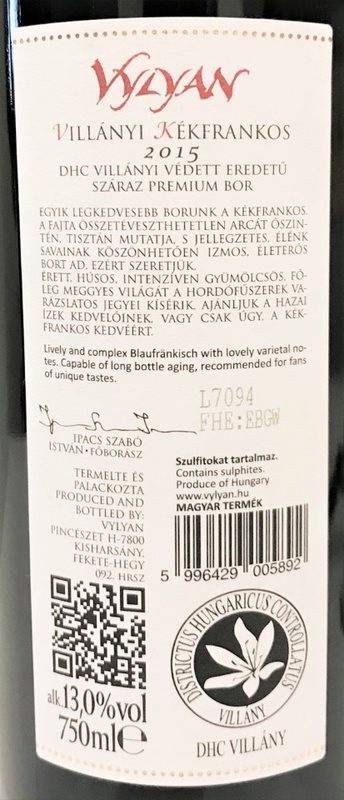 VYLYAN
VILLÁNYI KÉKFRANKOS
2015
DHC VILLÁNYI VÉDETT EREDETŰ
SZÁRAZ PREMIUM BOR
EGYIK LEGKEDVESEBB BORUNK A KÉKFRANKOS.
A FAJTA ÖSSZETÉVESZTHETETLEN ARCÁT ŐSZIN-
TÉN, TISZTÁN MUTATJA, S JELLEGZETES, ÉLÉNK
SAVAINAK KÖSZÖNHETŐEN IZMOS, ÉLETERŐS
BORT AD. EZÉRT SZERETJÜK.
ÉRETT, HÚSOS, INTENZÍVEN GYÜMÖLCSÖS, FŐ-
LEG MEGGYES VILÁGÁT A HORDÓFŰSZEREK VA-
RÁZSLATOS JEGYEI KÍSÉRIK. AJÁNLJUK A HAZAI
ÍZEK KEDVELŐINEK, VAGY CSAK ÚGY, A KÉK-
FRANKOS KEDVÉÉRT.
Lively and complex Blaufränkisch with lovely varietal no-
tes. Capable of long bottle aging, recommended for fans
of unique tastes.
L7094
FHE:EBGW
IPACS SZABÓ
ISTVÁN•FŐBORÁSZ
TERMELTE ÉS
PALACKOZTA
PRODUCED AND
BOTTLED BY:
VYLYAN
PINCÉSZET H-7800
KISHARSÁNY,
FEKETE-HEGY
092. HRSZ
Szulfitokat tartalmaz.
Contains sulphites.
Produce of Hungary
www.vylyan.hu
MAGYAR TERMÉK
5 996429 005892
alk.13,0%vol
750ml℮
DISTRICTUS HUNGARICUS CONTROLLATUS
VILLÁNY
DHC VILLÁNY